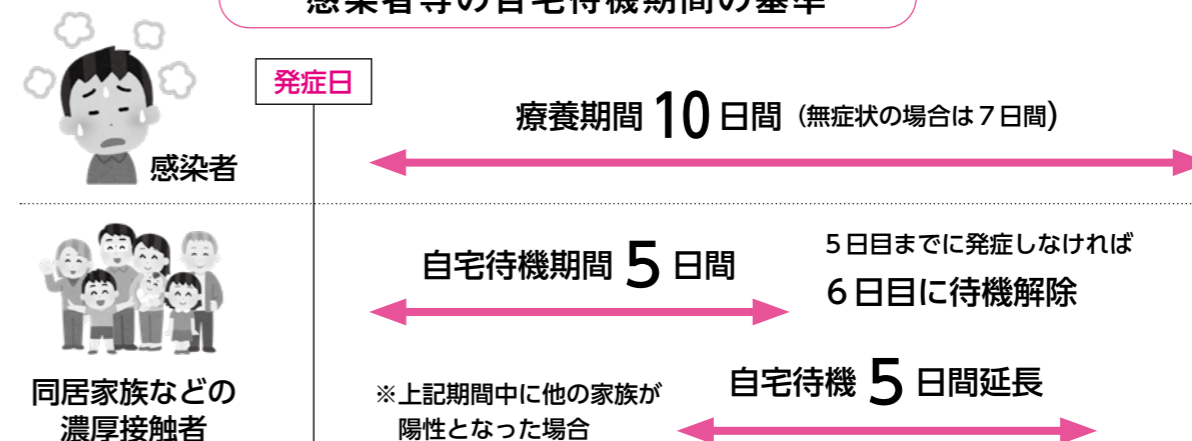 感染者等の自宅待機期間の基準
発症日
療養期間 10 日間（無症状の場合は７日間）
感染者
自宅待機期間 5 日間
５日目までに発症しなければ
６日目に待機解除
同居家族などの
濃厚接触者
※上記期間中に他の家族が
陽性となった場合
自宅待機 5 日間延長